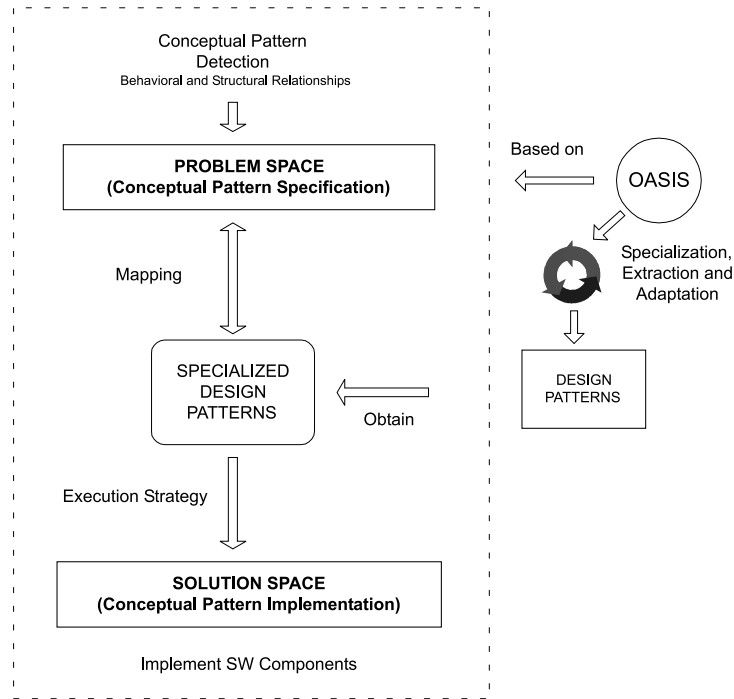 Conceptual Pattern
Detection
Behavioral and Structural Relationships
PROBLEM SPACE
(Conceptual Pattern Specification)
Based on
OASIS
Mapping
Specialization,
Extraction and
Adaptation
SPECIALIZED
DESIGN
PATTERNS
Obtain
DESIGN
PATTERNS
Execution Strategy
SOLUTION SPACE
(Conceptual Pattern Implementation)
Implement SW Components